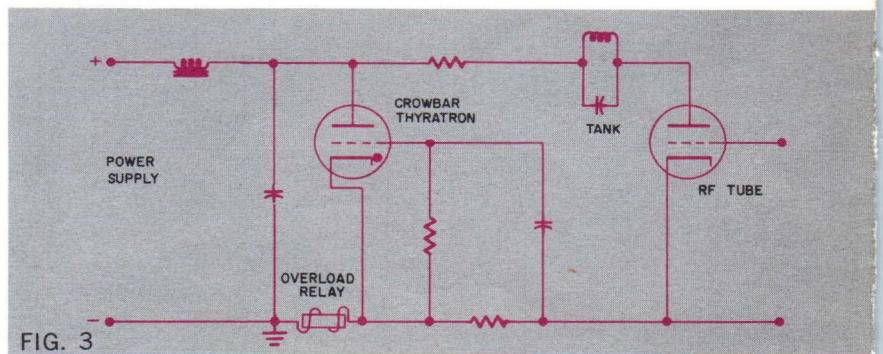 +
CROWBAR
THYRATRON
TANK
POWER
SUPPLY
RF TUBE
OVERLOAD
RELAY
-
FIG. 3